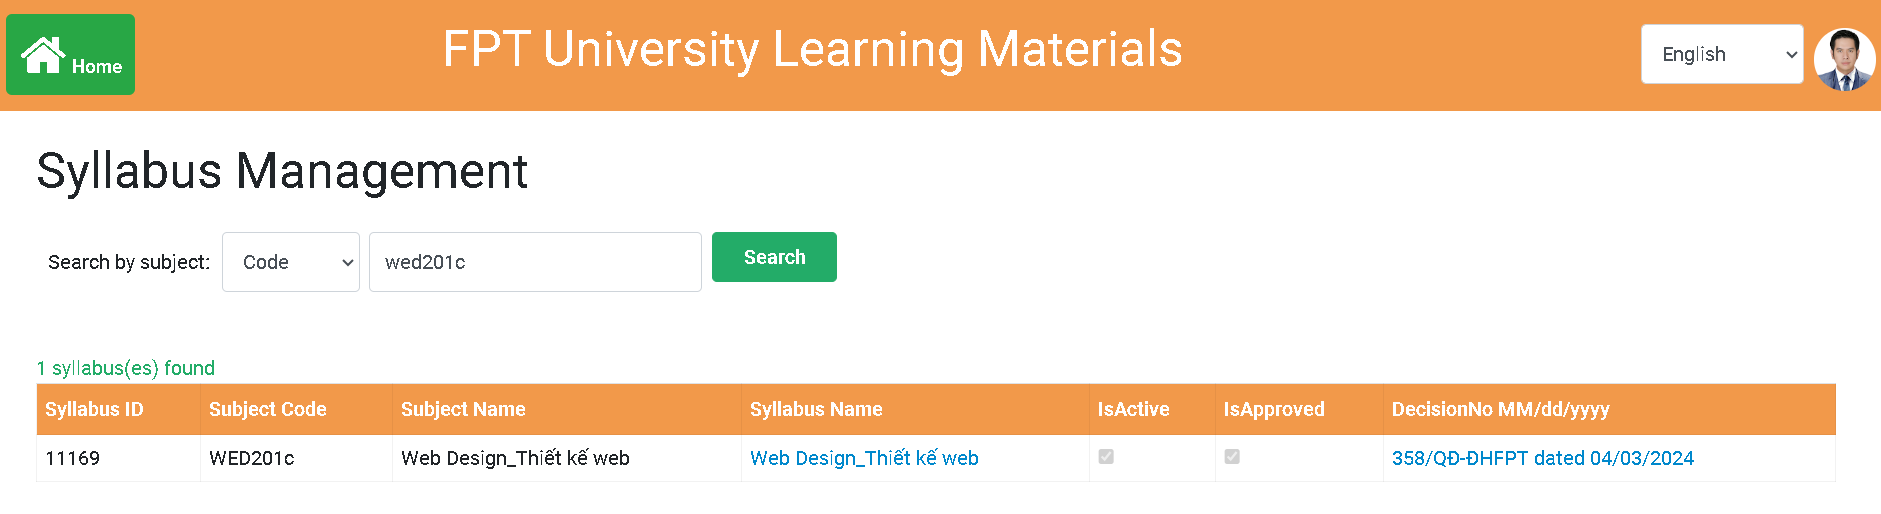 Home
FPT University Learning Materials
English
Syllabus Management
Search by subject: Code wed201c Search
1 syllabus(es) found
Syllabus ID Subject Code Subject Name Syllabus Name IsActive IsApproved DecisionNo MM/dd/yyyy
11169 WED201c Web Design_Thiết kế web Web Design_Thiết kế web 358/QĐ-ĐHFPT dated 04/03/2024